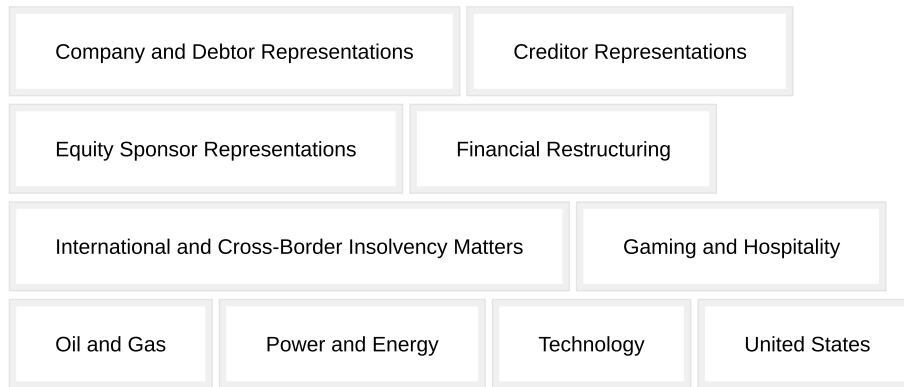 Company and Debtor Representations Creditor Representations
Equity Sponsor Representations Financial Restructuring
International and Cross-Border Insolvency Matters Gaming and Hospitality
Oil and Gas Power and Energy Technology United States